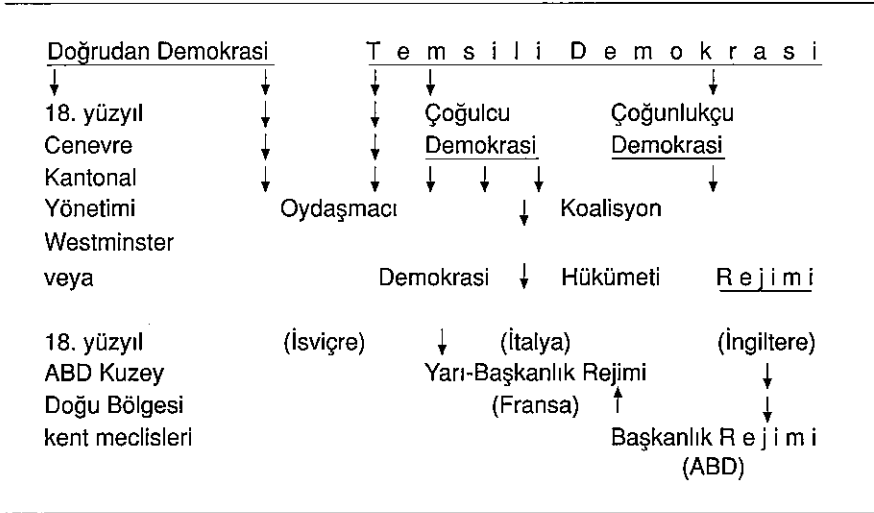 Doğrudan Demokrasi T e m s i l i D e m o k r a s i
18. yüzyıl Çoğulcu Çoğunlukçu
Cenevre Demokrasi Demokrasi
Kantonal
Yönetimi Oydaşmacı Koalisyon
Westminster
veya Demokrasi Hükümeti R e j i m i
18. yüzyıl (İsviçre) (İtalya) (İngiltere)
ABD Kuzey Yarı-Başkanlık Rejimi
Doğu Bölgesi (Fransa)
kent meclisleri Başkanlık R e j i m i
(ABD)